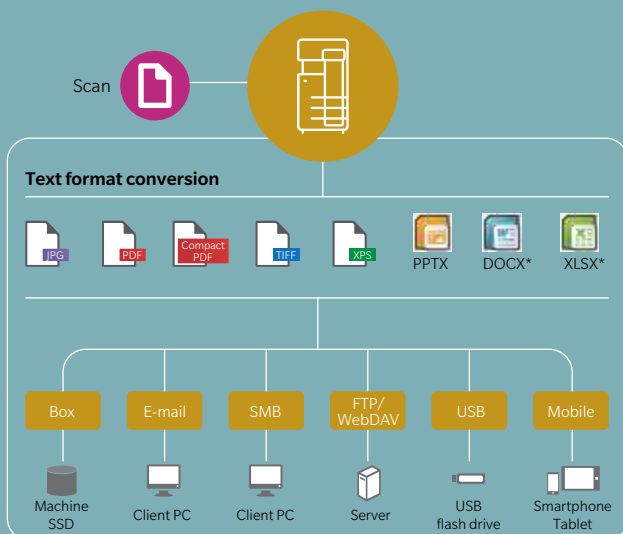 Scan
Text format conversion
JPG
PDF
Compact
PDF
TIFF
XPS
PPTX
DOCX*
XLSX*
Box
E-mail
SMB
FTP/
WebDAV
USB
Mobile
Machine
SSD
Client PC
Client PC
Server
USB
flash drive
Smartphone
Tablet